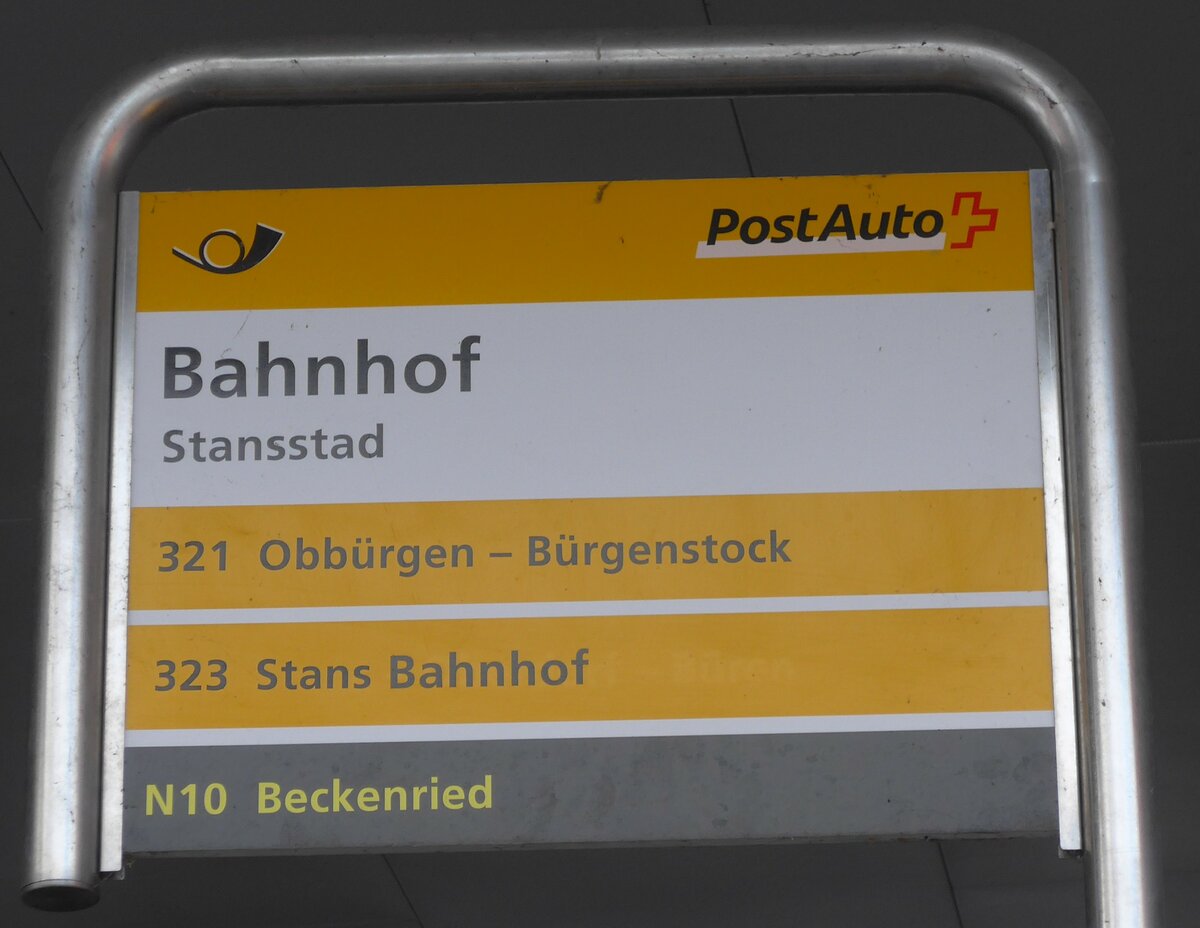 PostAuto
Bahnhof
Stansstad
321 Obbürgen – Bürgenstock
323 Stans Bahnhof
N10 Beckenried